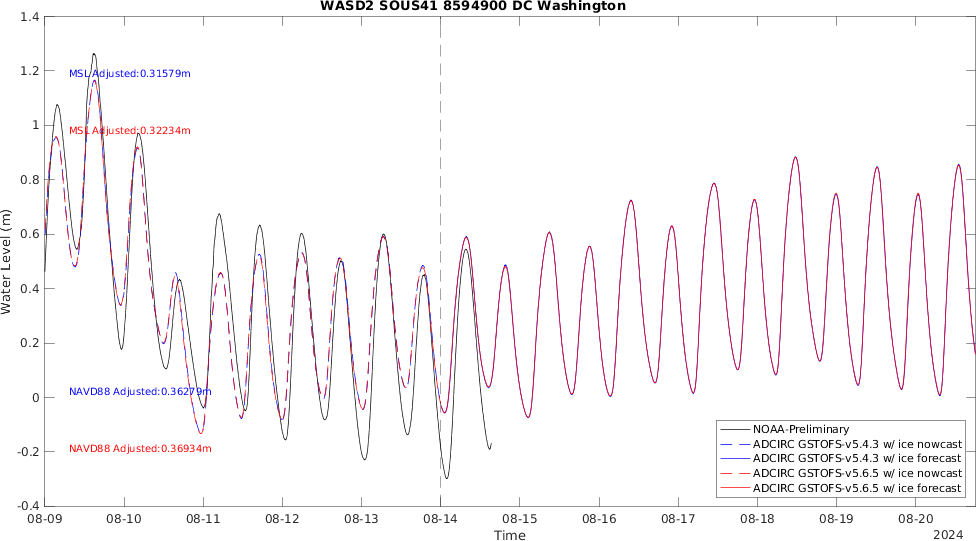 WASD2 SOUS41 8594900 DC Washington
1.4
1.2
1
0.8
0.6
0.4
0.2
0
-0.2
-0.4
Water Level (m)
MSL Adjusted:0.31579m
MSL Adjusted:0.32234m
NAVD88 Adjusted:0.36279m
NAVD88 Adjusted:0.36934m
NOAA-Preliminary
ADCIRC GSTOFS-v5.4.3 w/ ice nowcast
ADCIRC GSTOFS-v5.4.3 w/ ice forecast
ADCIRC GSTOFS-v5.6.5 w/ ice nowcast
ADCIRC GSTOFS-v5.6.5 w/ ice forecast
08-09 08-10 08-11 08-12 08-13 08-14 08-15 08-16 08-17 08-18 08-19 08-20
Time
2024